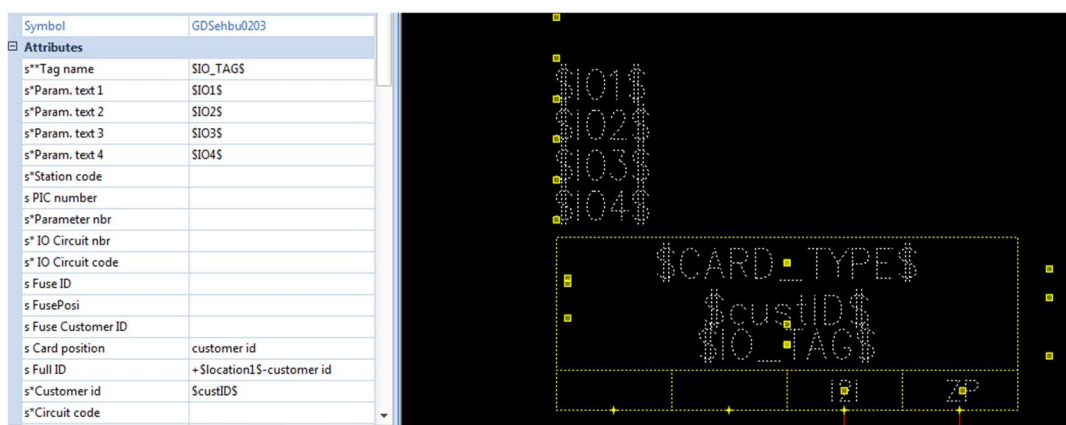 Symbol GDSehbu0203
Attributes
s**Tag name $IO_TAG$
s*Param. text 1 $IO1$
s*Param. text 2 $IO2$
s*Param. text 3 $IO3$
s*Param. text 4 $IO4$
s*Station code
s PIC number
s*Parameter nbr
s* IO Circuit nbr
s* IO Circuit code
s Fuse ID
s FusePosi
s Fuse Customer ID
s Card position customer id
s Full ID +$location1$-customer id
s*Customer id $custID$
s*Circuit code
$IO1$
$IO2$
$IO3$
$IO4$
$CARD_TYPE$
$custID$
$IO_TAG$
ZP